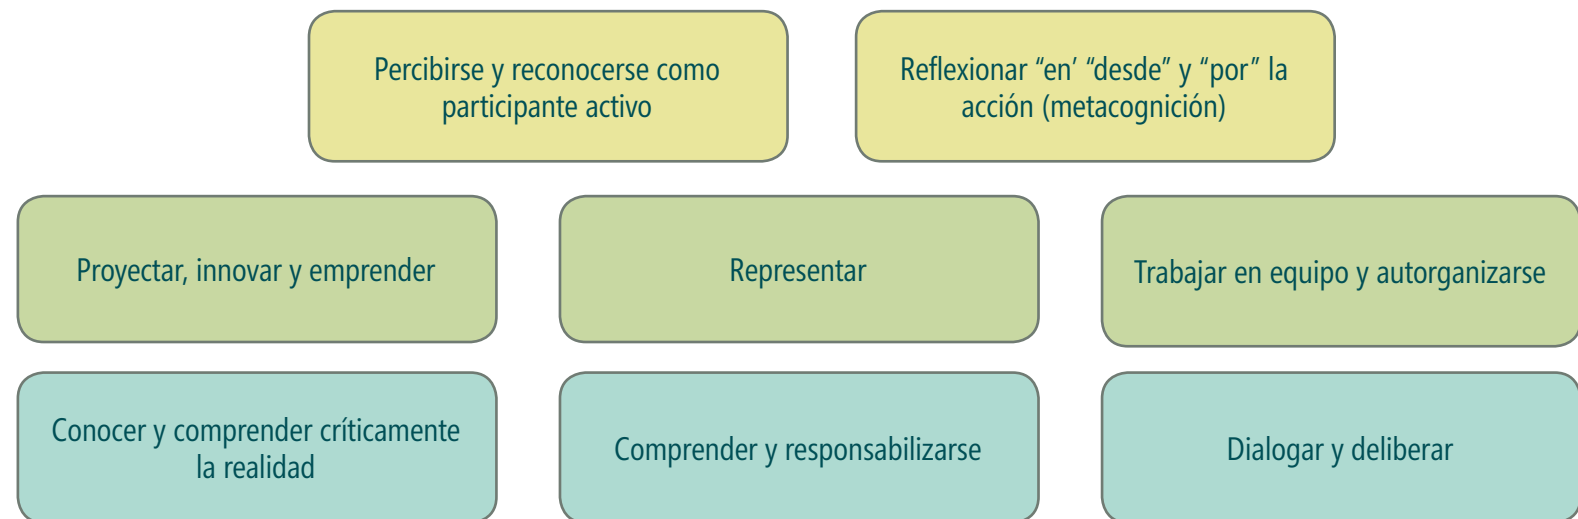 Percibirse y reconocerse como
participante activo
Reflexionar “en’ “desde” y “por” la
acción (metacognición)
Proyectar, innovar y emprender
Representar
Trabajar en equipo y autorganizarse
Conocer y comprender críticamente
la realidad
Comprender y responsabilizarse
Dialogar y deliberar